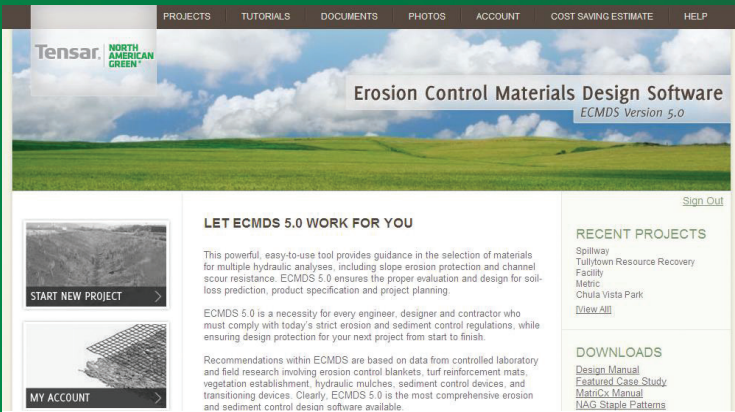 PROJECTS TUTORIALS DOCUMENTS PHOTOS ACCOUNT COST SAVING ESTIMATE HELP
Tensar. NORTH
AMERICAN
GREEN®
Erosion Control Materials Design Software
ECMDS Version 5.0
Sign Out
START NEW PROJECT
MY ACCOUNT
LET ECMDS 5.0 WORK FOR YOU
This powerful, easy-to-use tool provides guidance in the selection of materials
for multiple hydraulic analyses, including slope erosion protection and channel
scour resistance. ECMDS 5.0 ensures the proper evaluation and design for soil-
loss prediction, product specification and project planning.
ECMDS 5.0 is a necessity for every engineer, designer and contractor who
must comply with today's strict erosion and sediment control regulations, while
ensuring design protection for your next project from start to finish.
Recommendations within ECMDS are based on data from controlled laboratory
and field research involving erosion control blankets, turf reinforcement mats,
vegetation establishment, hydraulic mulches, sediment control devices, and
transitioning devices. Clearly, ECMDS 5.0 is the most comprehensive erosion
and sediment control design software available.
RECENT PROJECTS
Spillway
Tullytown Resource Recovery
Facility
Metric
Chula Vista Park
[View All]
DOWNLOADS
Design Manual
Featured Case Study
MatriCx Manual
NAG Staple Patterns